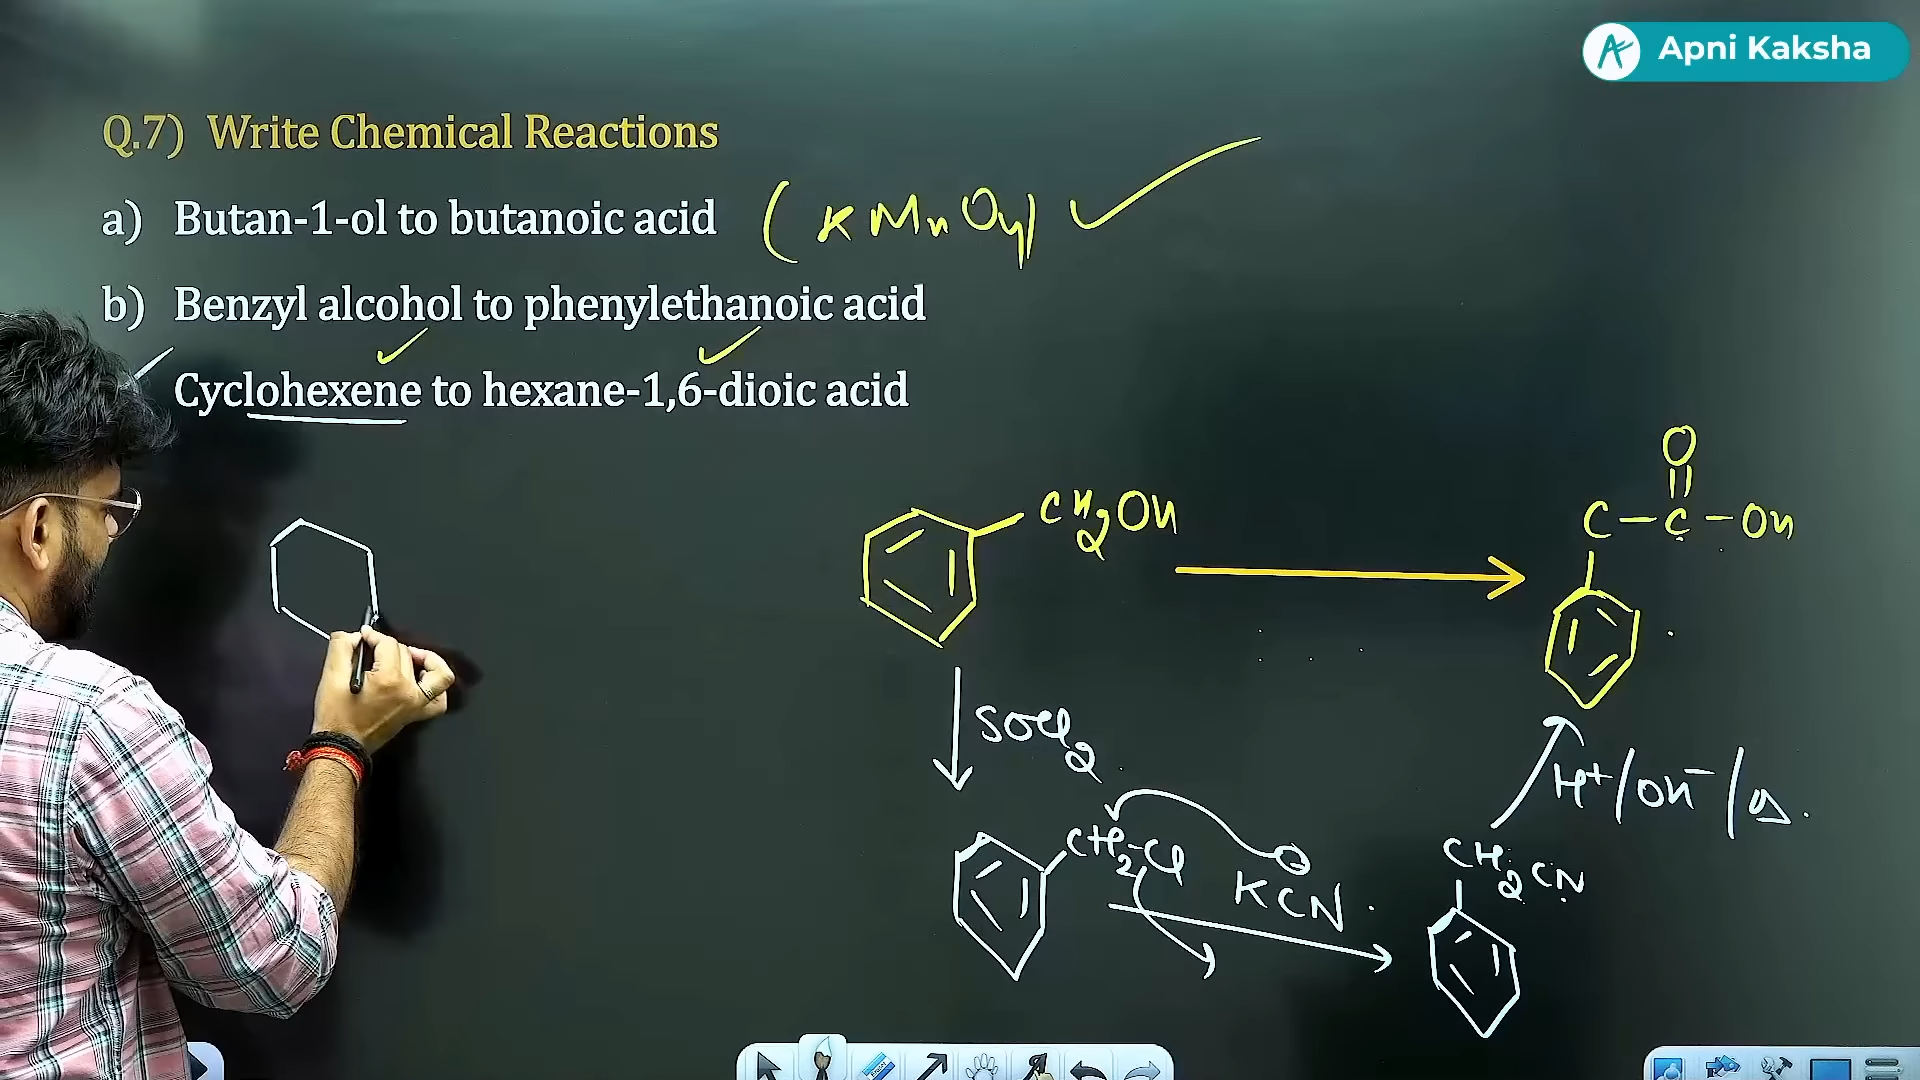 Apni Kaksha
Q.7) Write Chemical Reactions
a) Butan-1-ol to butanoic acid (KMnO4) ✓
b) Benzyl alcohol to phenylethanoic acid
Cyclohexene to hexane-1,6-dioic acid
O
CH2OH
C-C-OH
SOCl2
H+/OH-/Δ.
CH2-Cl
KCN
CH2CN